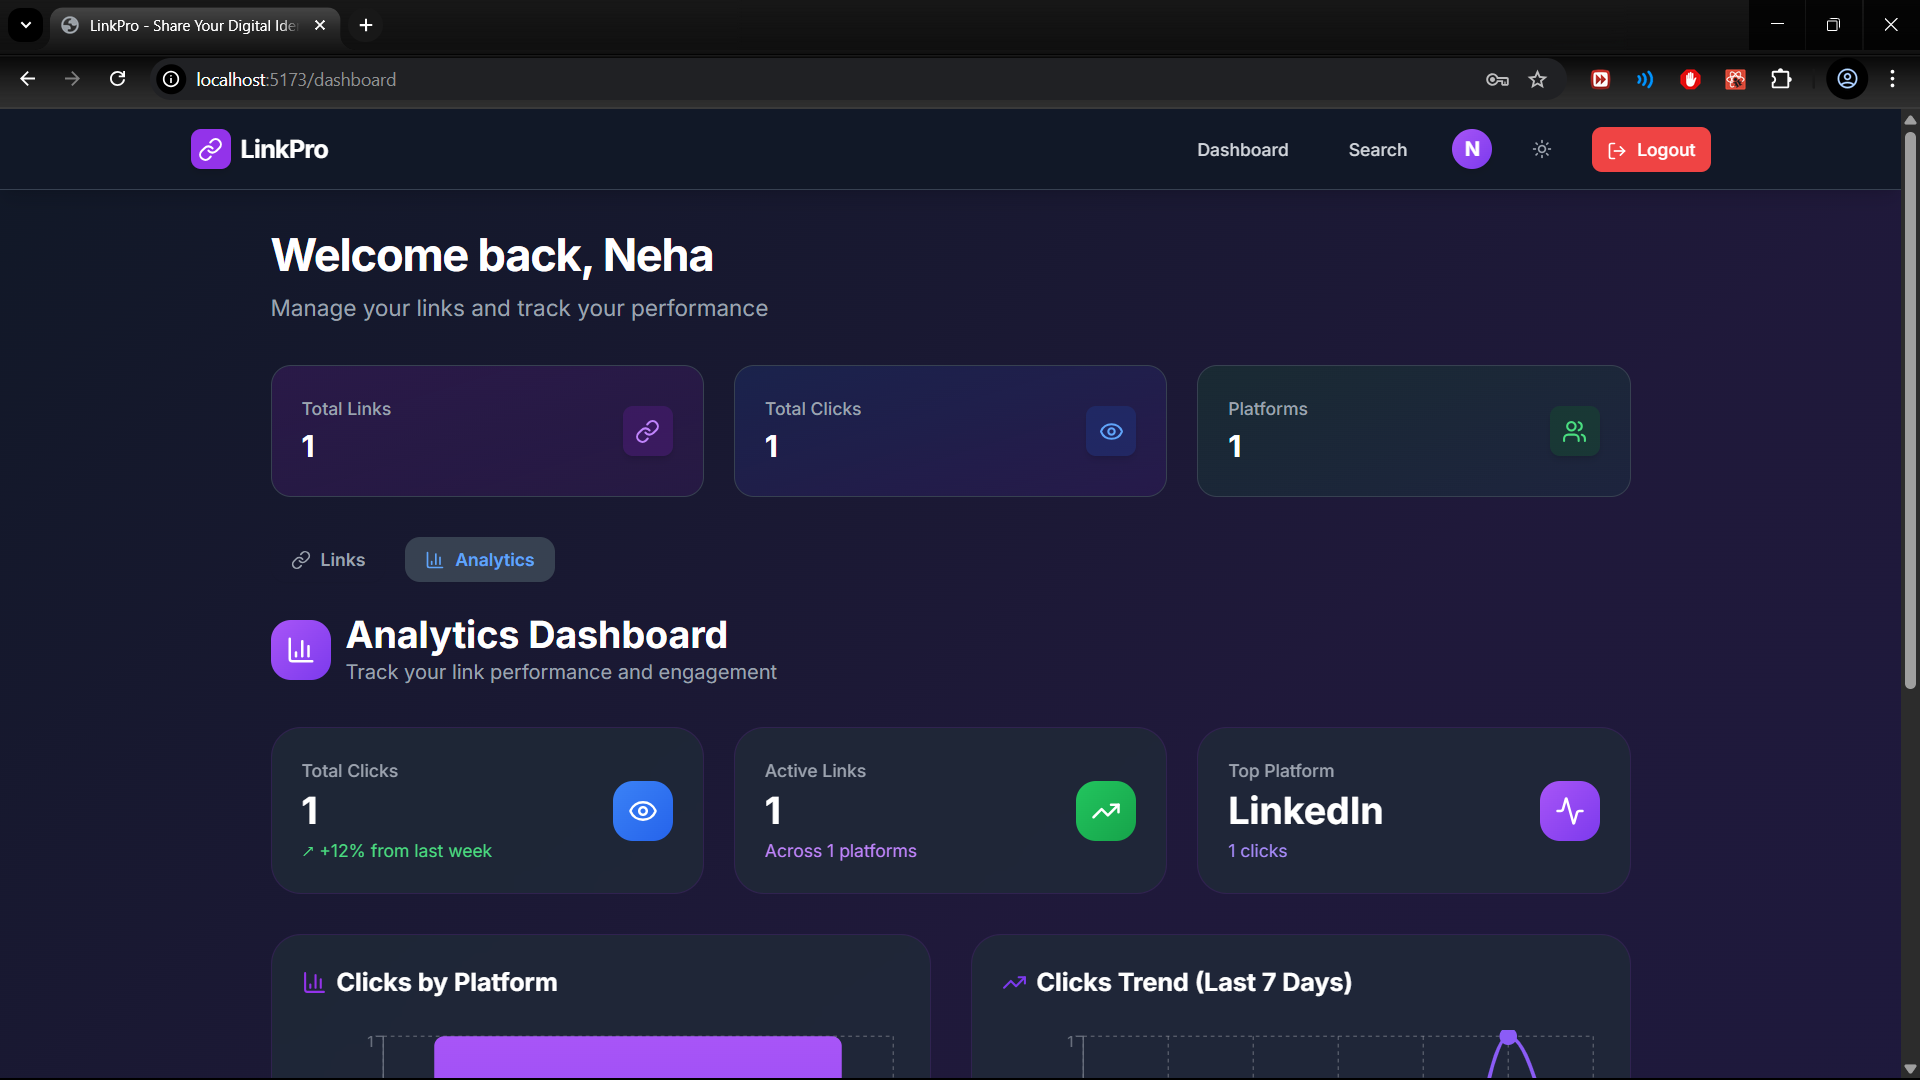 LinkPro - Share Your Digital Ide
localhost:5173/dashboard
LinkPro
Dashboard
Search
N
Logout
Welcome back, Neha
Manage your links and track your performance
Total Links
1
Total Clicks
1
Platforms
1
Links
Analytics
Analytics Dashboard
Track your link performance and engagement
Total Clicks
1
↗ +12% from last week
Active Links
1
Across 1 platforms
Top Platform
LinkedIn
1 clicks
Clicks by Platform
1
Clicks Trend (Last 7 Days)
1